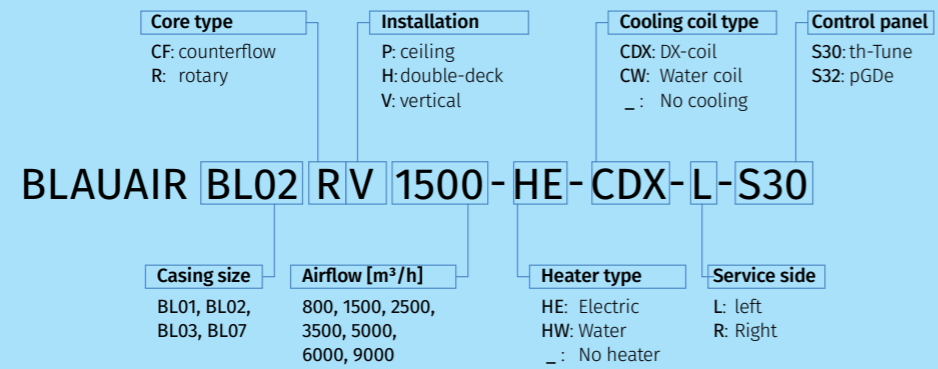 Core type
CF: counterflow
R: rotary
Installation
P: ceiling
H: double-deck
V: vertical
Cooling coil type
CDX: DX-coil
CW: Water coil
_ : No cooling
Control panel
S30: th-Tune
S32: pGDe
BLAUAIR BL02 R V 1500-HE-CDX-L-S30
Casing size
BL01, BL02,
BL03, BL07
Airflow [m³/h]
800, 1500, 2500,
3500, 5000,
6000, 9000
Heater type
HE: Electric
HW: Water
_ : No heater
Service side
L: left
R: Right